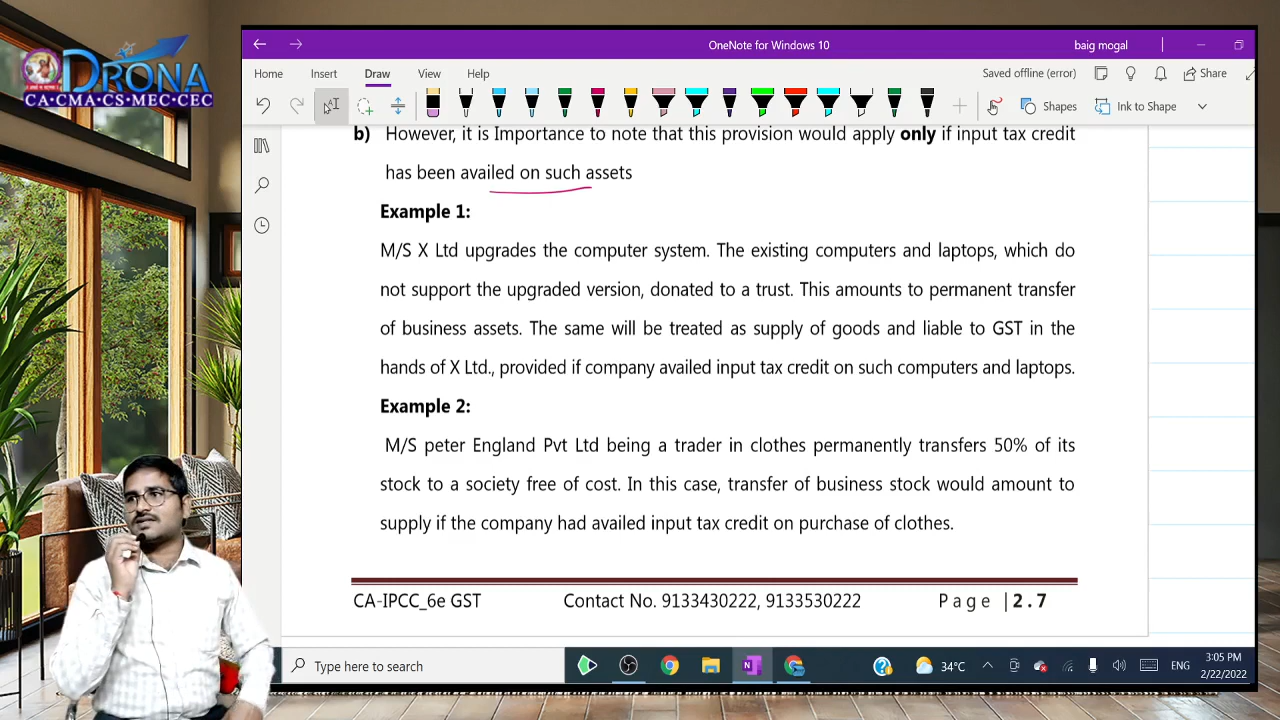 DRONA
CA•CMA•CS•MEC•CEC
OneNote for Windows 10
baig mogal
Home Insert Draw View Help
Saved offline (error)
Share
Shapes
Ink to Shape
b) However, it is Importance to note that this provision would apply only if input tax credit
has been availed on such assets
Example 1:
M/S X Ltd upgrades the computer system. The existing computers and laptops, which do
not support the upgraded version, donated to a trust. This amounts to permanent transfer
of business assets. The same will be treated as supply of goods and liable to GST in the
hands of X Ltd., provided if company availed input tax credit on such computers and laptops.
Example 2:
M/S peter England Pvt Ltd being a trader in clothes permanently transfers 50% of its
stock to a society free of cost. In this case, transfer of business stock would amount to
supply if the company had availed input tax credit on purchase of clothes.
CA-IPCC_6e GST Contact No. 9133430222, 9133530222 Page |2.7
Type here to search
34°C
ENG
3:05 PM
2/22/2022